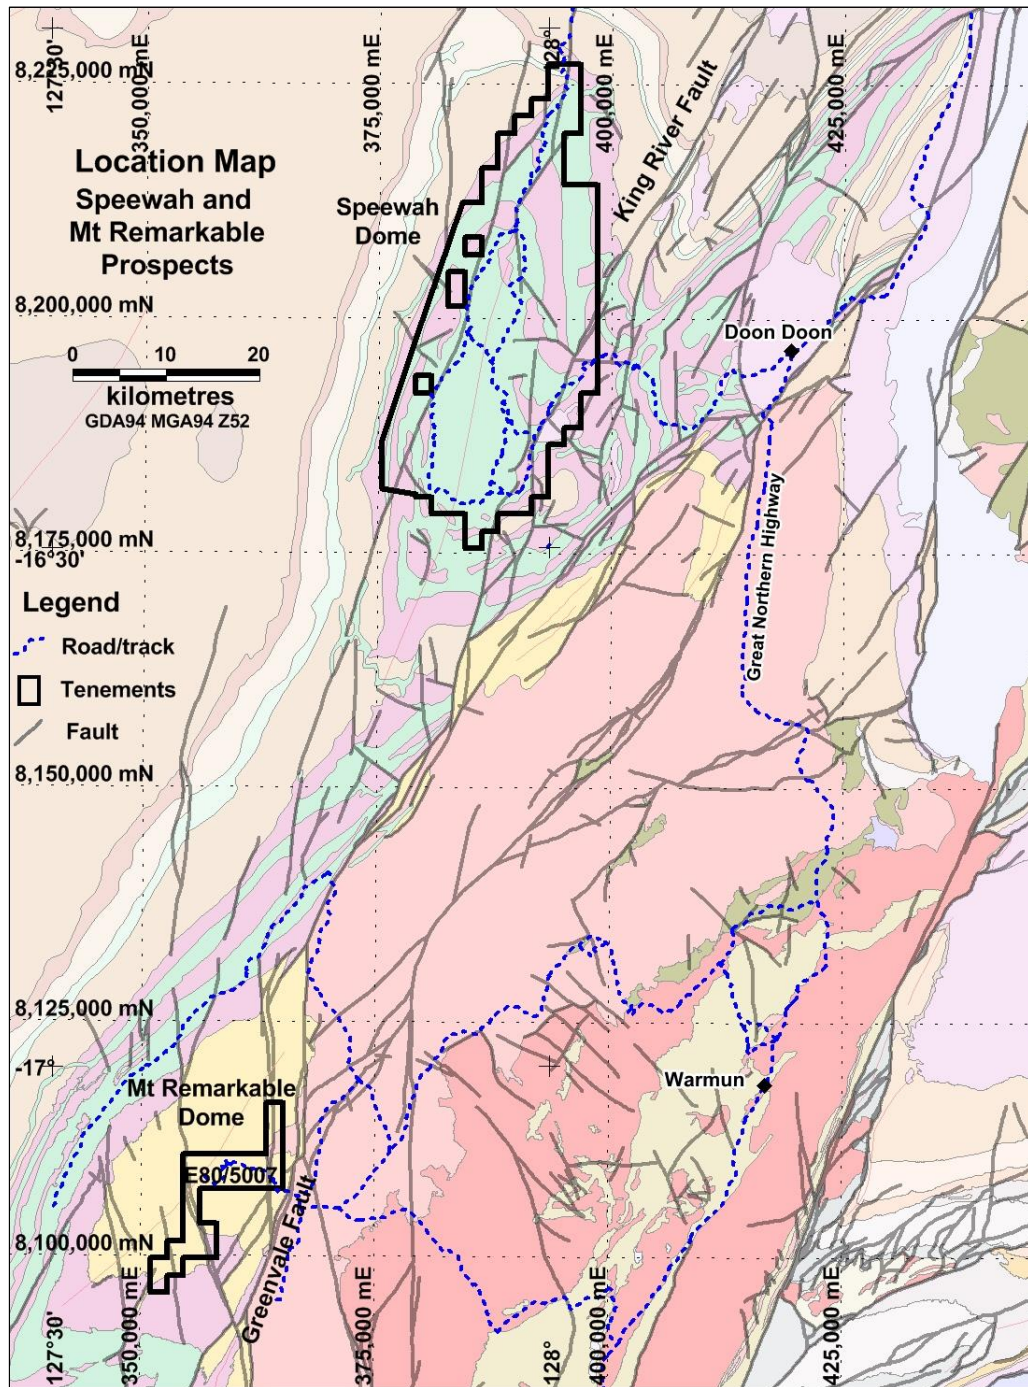 127°30'
350,000 mE
375,000 mE
128°
400,000 mE
425,000 mE
8,225,000 mN
King River Fault
Location Map
Speewah and
Mt Remarkable
Prospects
Speewah
Dome
8,200,000 mN
0 10 20
kilometres
GDA94 MGA94 Z52
Doon Doon
8,175,000 mN
-16°30'
Great Northern Highway
Legend
Road/track
Tenements
Fault
8,150,000 mN
8,125,000 mN
-17°
Mt Remarkable
Dome
Warmun
E80/5007
8,100,000 mN
Greenvale Fault
127°30'
350,000 mE
375,000 mE
128°
400,000 mE
425,000 mE